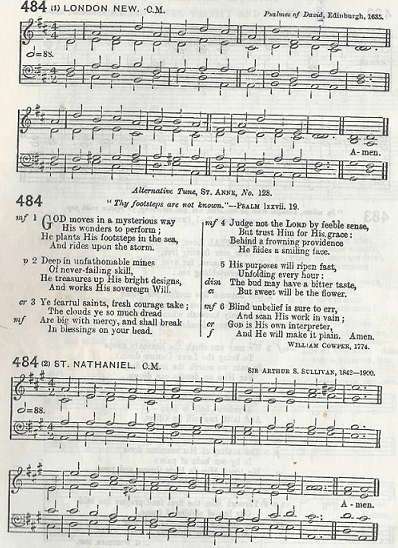 484 (1) LONDON NEW. C.M.
Psalmes of David, Edinburgh, 1635.
=88.
A-men.
Alternative Tune, ST. ANNE, No. 128.
484
"Thy footsteps are not known."—PSALM lxxvii. 19.
mf 1 GOD moves in a mysterious way
His wonders to perform;
He plants His footsteps in the sea,
And rides upon the storm.
p 2 Deep in unfathomable mines
Of never-failing skill,
He treasures up His bright designs,
And works His sovereign Will.
cr 3 Ye fearful saints, fresh courage take;
The clouds ye so much dread
mf Are big with mercy, and shall break
In blessings on your head.
mf 4 Judge not the LORD by feeble sense,
But trust Him for His grace;
Behind a frowning providence
He hides a smiling face.
5 His purposes will ripen fast,
Unfolding every hour:
dim The bud may have a bitter taste,
cr But sweet will be the flower.
mf 6 Blind unbelief is sure to err,
And scan His work in vain;
cr GOD is His own interpreter,
f And He will make it plain. Amen.
WILLIAM COWPER, 1774.
484 (2) ST. NATHANIEL. C.M.
SIR ARTHUR S. SULLIVAN, 1842–1900.
=88.
A-men.